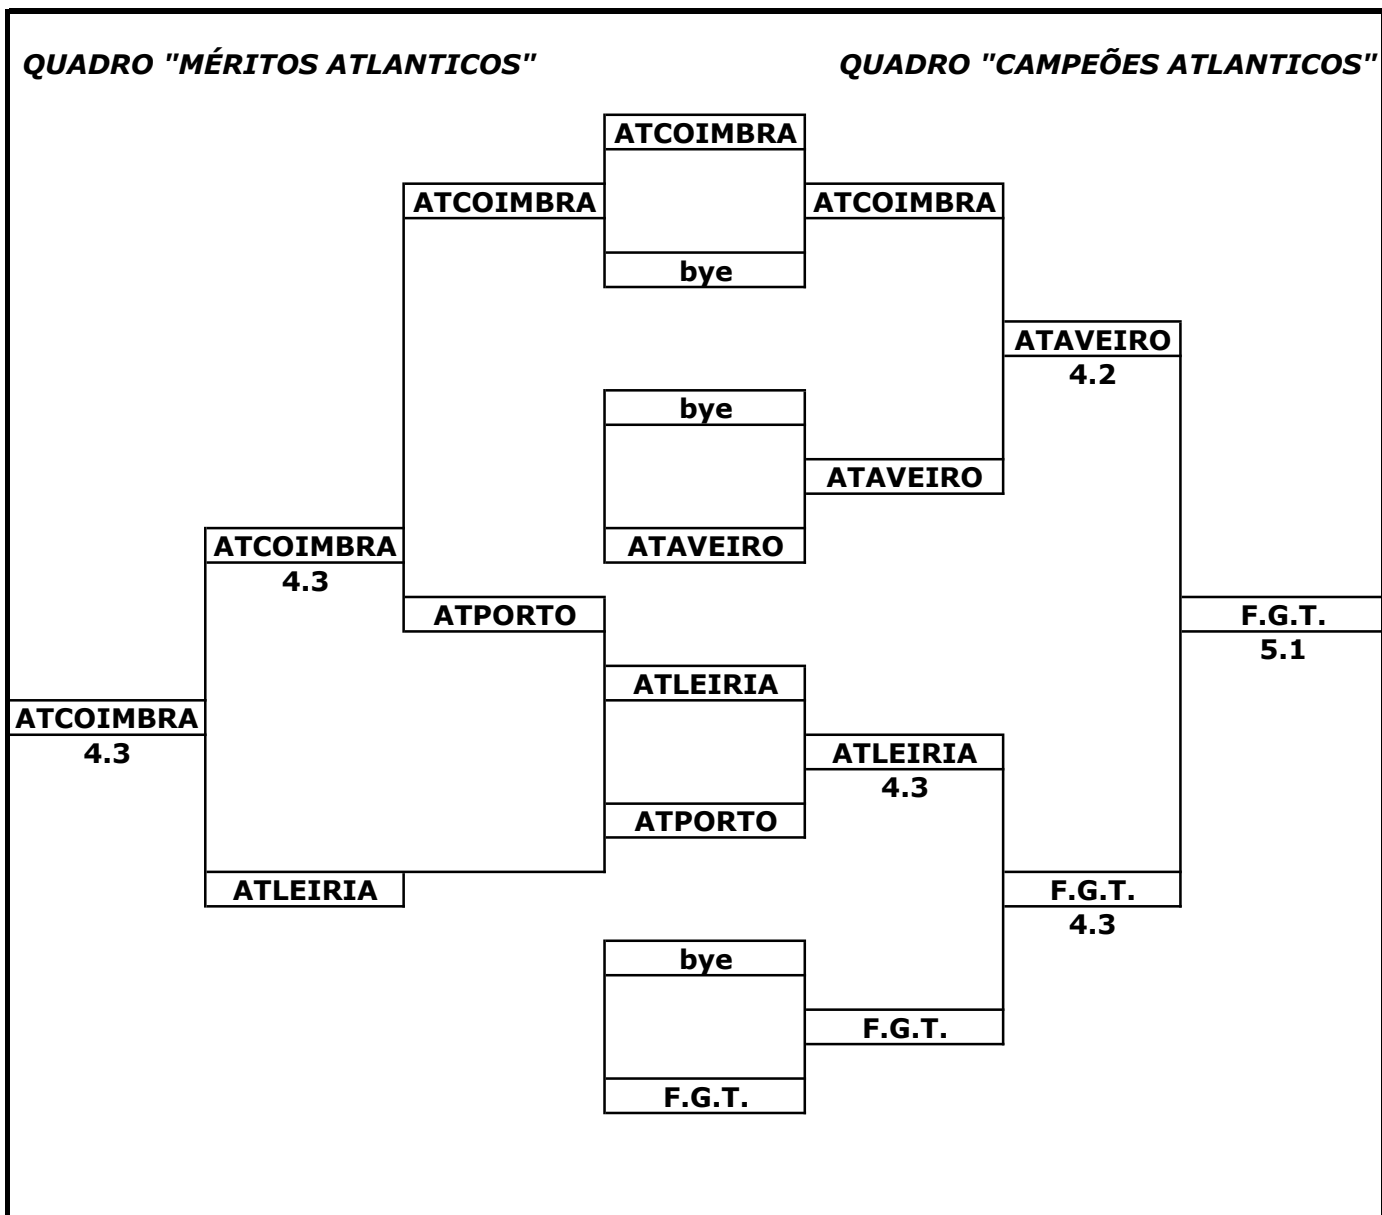 QUADRO "MÉRITOS ATLANTICOS" QUADRO "CAMPEÕES ATLANTICOS"
ATCOIMBRA
ATCOIMBRA ATCOIMBRA
bye
ATAVEIRO
4.2
bye
ATAVEIRO
ATCOIMBRA ATAVEIRO
4.3
ATPORTO F.G.T.
5.1
ATLEIRIA
ATCOIMBRA
4.3 ATLEIRIA
4.3
ATPORTO
ATLEIRIA F.G.T.
4.3
bye
F.G.T.
F.G.T.